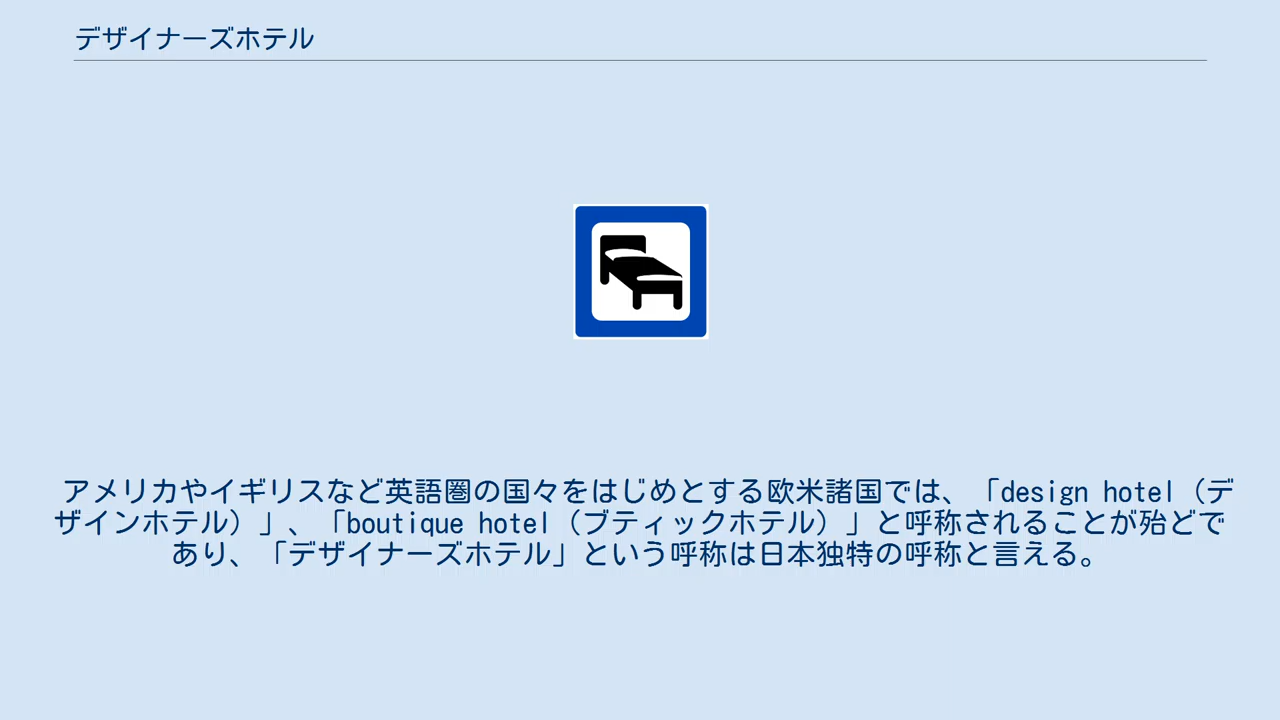 デザイナーズホテル
アメリカやイギリスなど英語圏の国々をはじめとする欧米諸国では、「design hotel（デ
ザインホテル）」、「boutique hotel（ブティックホテル）」と呼称されることが殆どで
あり、「デザイナーズホテル」という呼称は日本独特の呼称と言える。